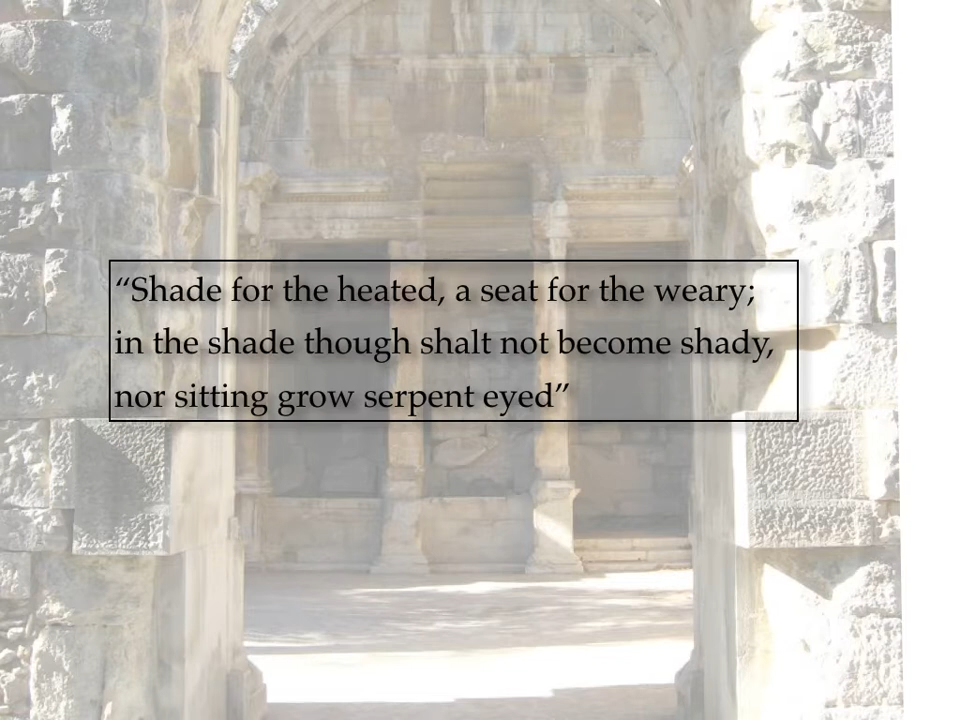 “Shade for the heated, a seat for the weary;
in the shade though shalt not become shady,
nor sitting grow serpent eyed”